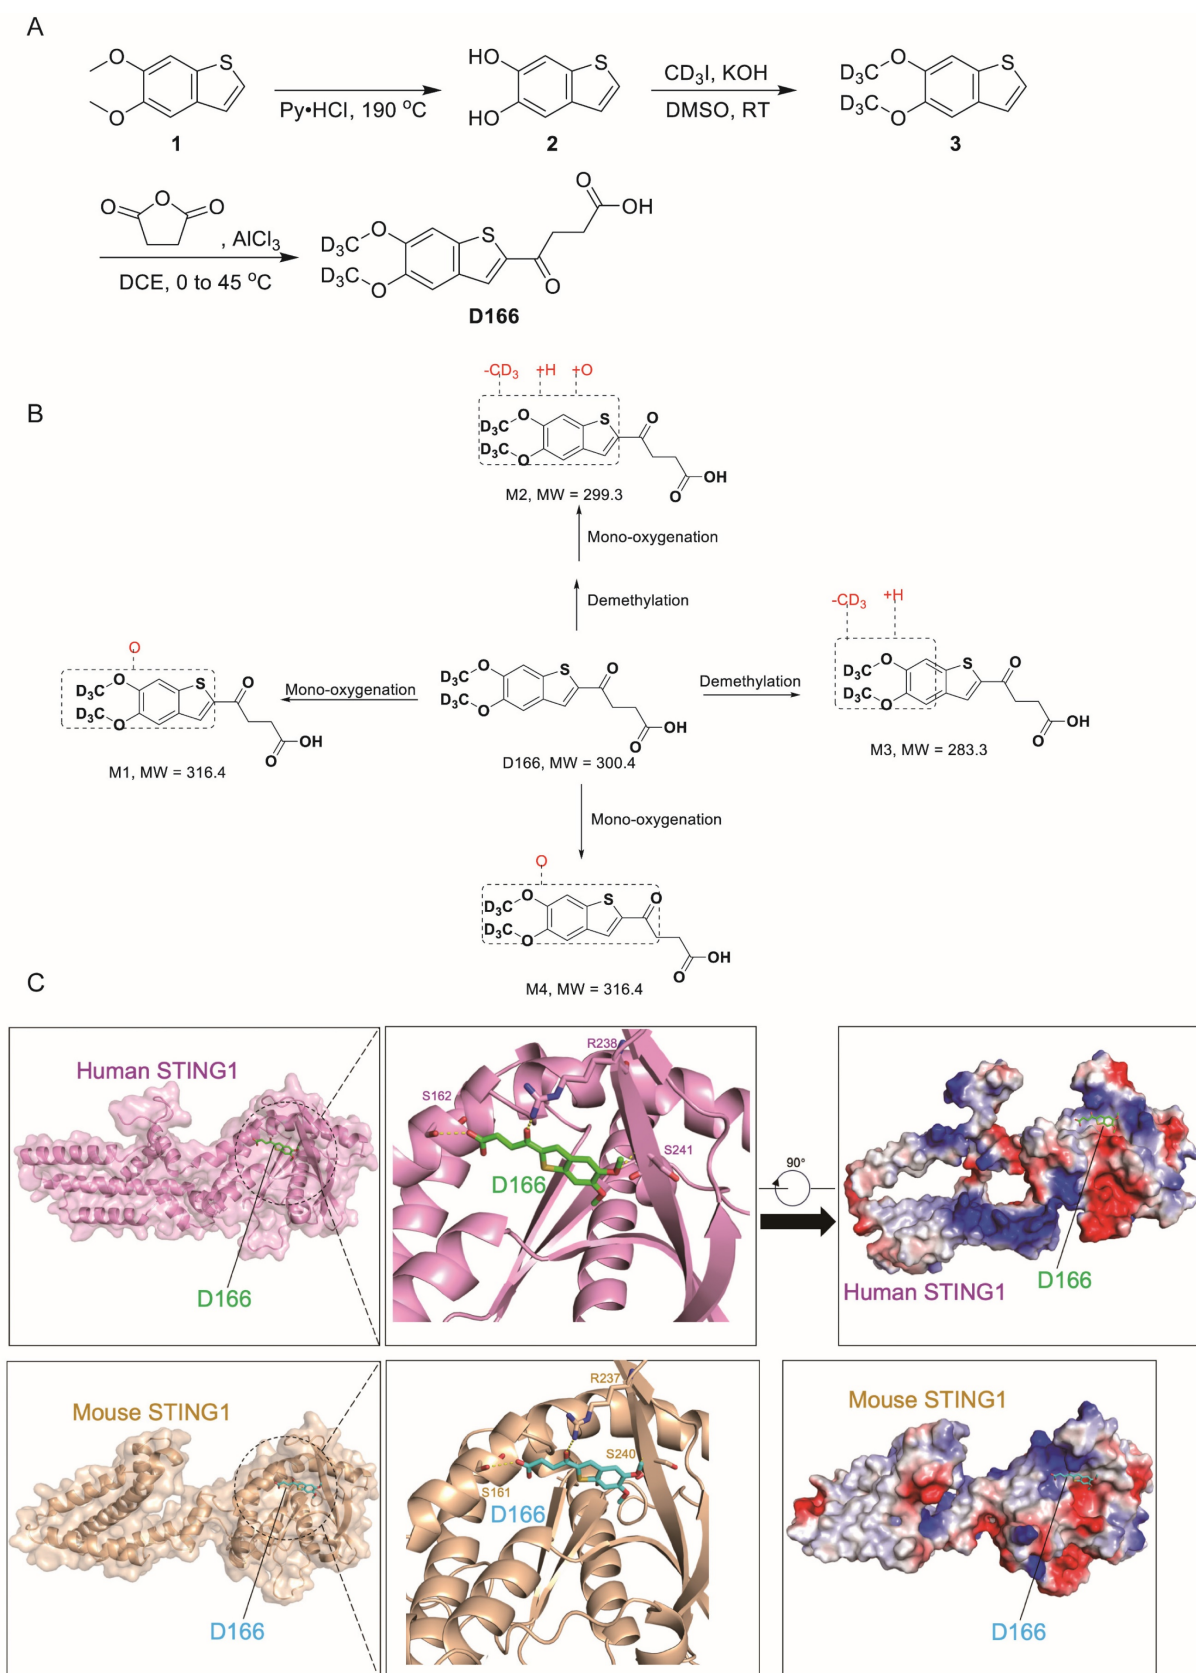 A
O
O
S
1
Py•HCl, 190 °C
HO
HO
S
2
CD₃I, KOH
DMSO, RT
D₃C
O
D₃C
O
S
3
O
O
O
, AlCl₃
DCE, 0 to 45 °C
D₃C
O
D₃C
O
S
O
O
OH
D166
B
-CD₃
+H
+O
D₃C
O
D₃C
O
S
O
O
OH
M2, MW = 299.3
Mono-oxygenation
Demethylation
O
D₃C
O
D₃C
O
S
O
O
OH
M1, MW = 316.4
Mono-oxygenation
D₃C
O
D₃C
O
S
O
O
OH
D166, MW = 300.4
Demethylation
-CD₃
+H
D₃C
O
D₃C
O
S
O
O
OH
M3, MW = 283.3
Mono-oxygenation
O
D₃C
O
D₃C
O
S
O
O
OH
M4, MW = 316.4
C
Human STING1
D166
R238
S162
S241
D166
90°
D166
Human STING1
Mouse STING1
D166
R237
S240
S161
D166
Mouse STING1
D166